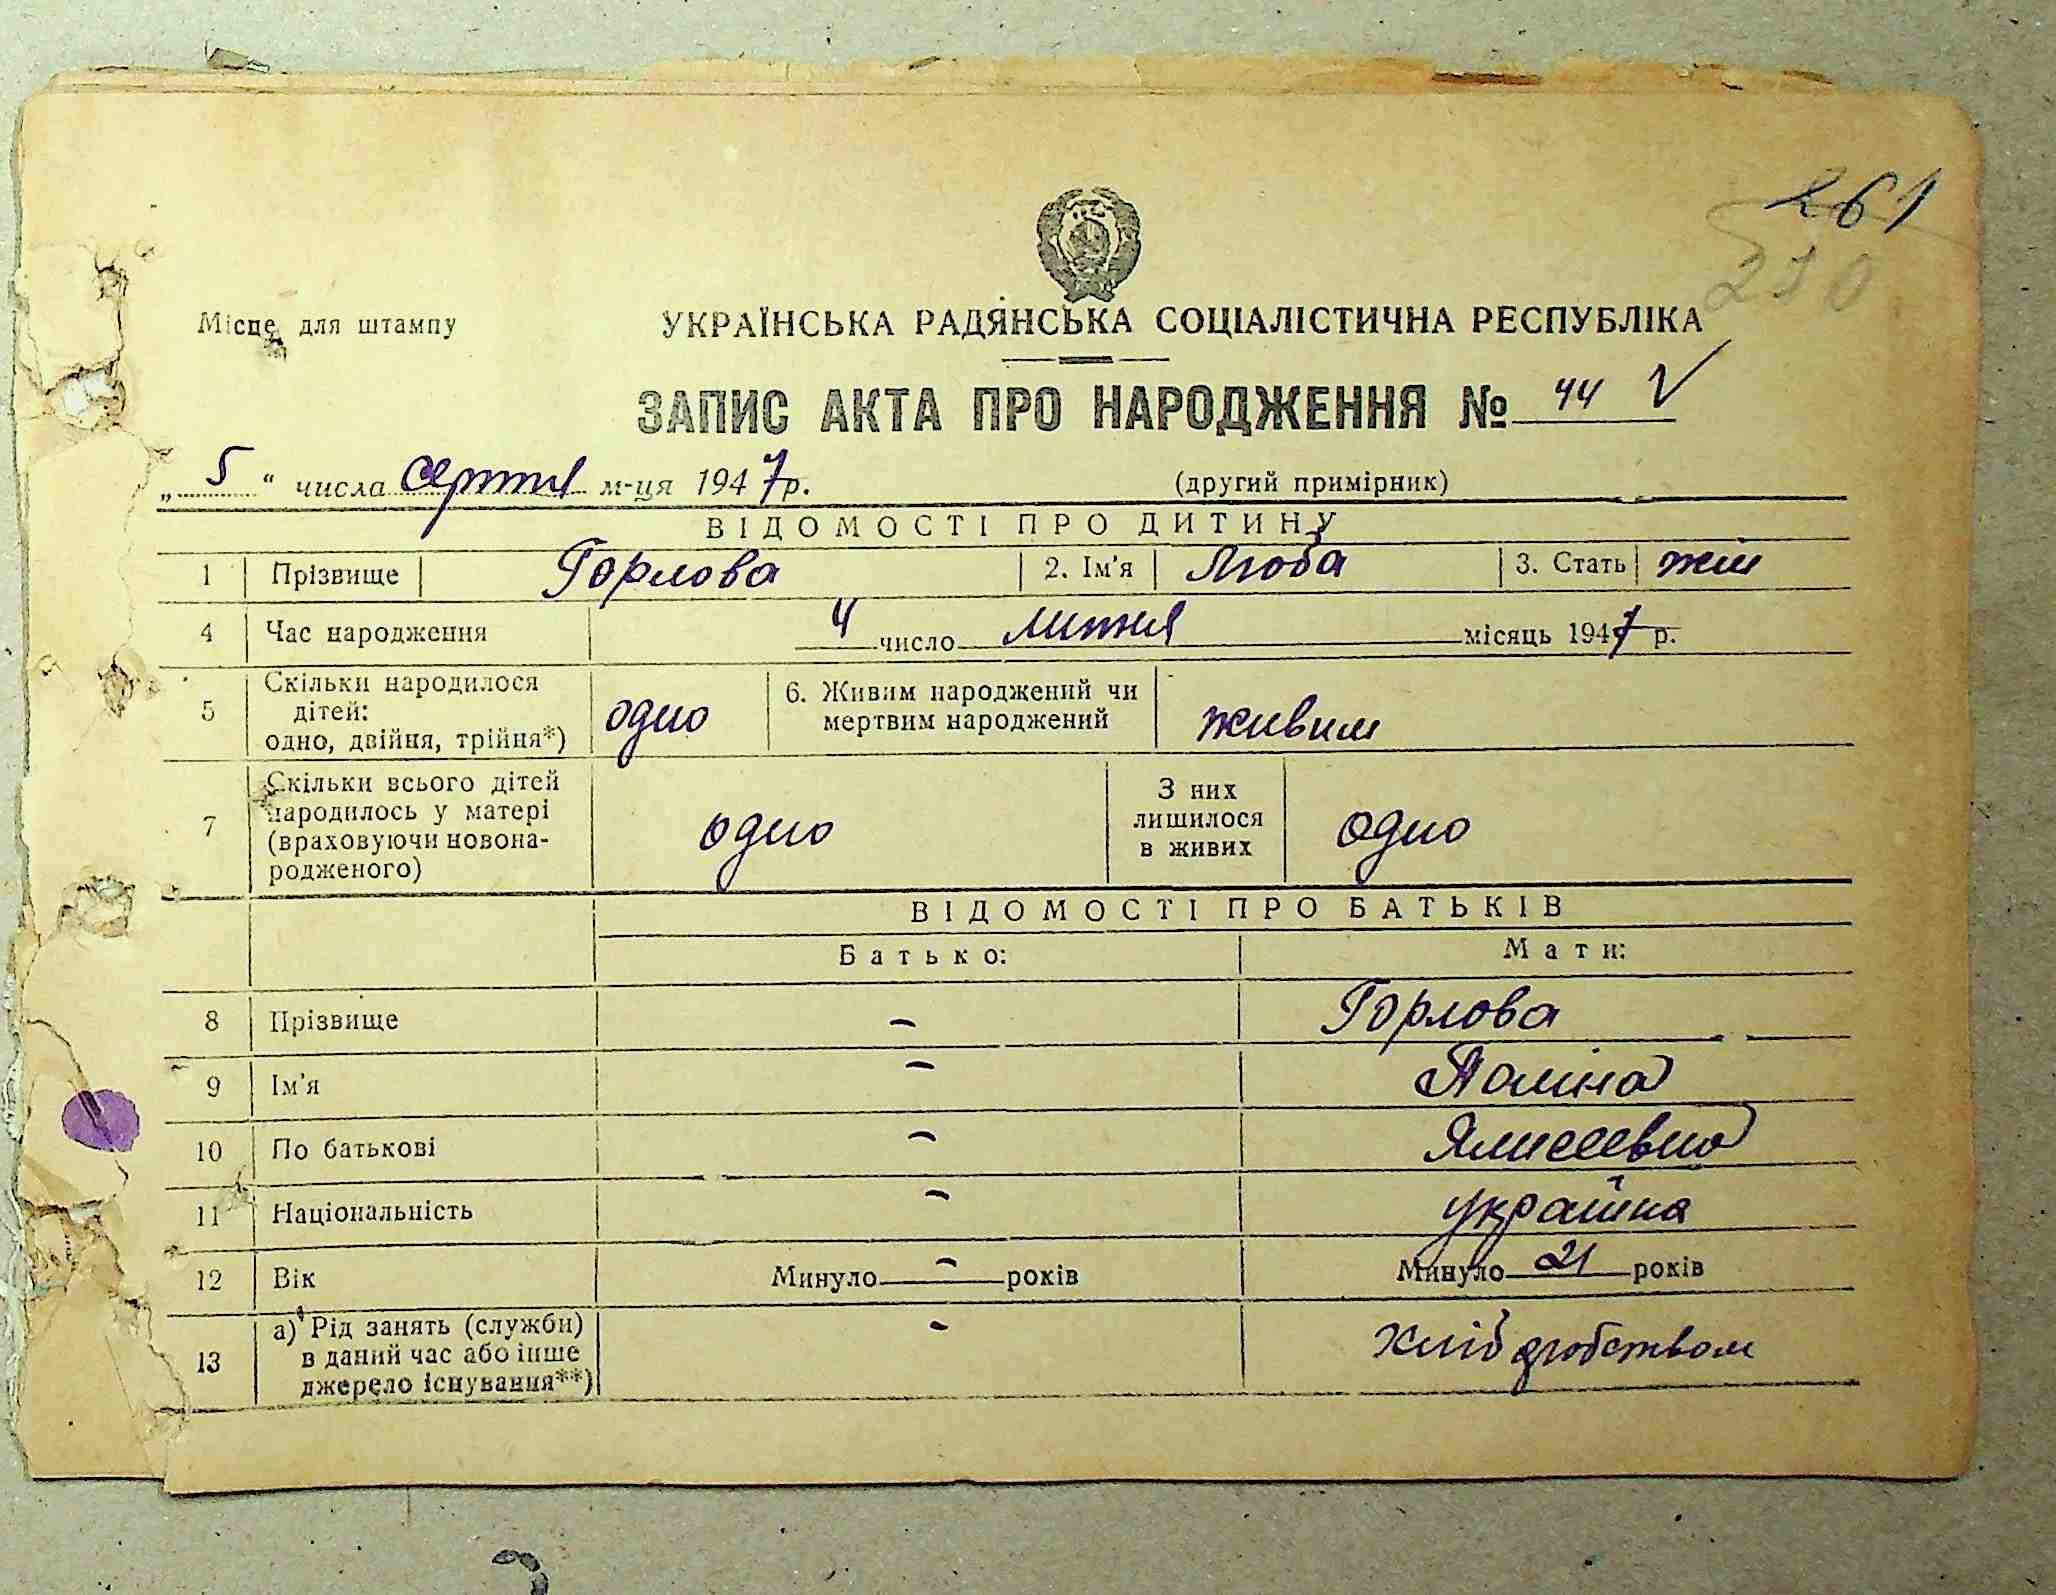 261
210
Місце для штампу
УКРАЇНСЬКА РАДЯНСЬКА СОЦІАЛІСТИЧНА РЕСПУБЛІКА
ЗАПИС АКТА ПРО НАРОДЖЕННЯ № 44 V
„ 5 “ числа серпня м-ця 1947 р. (другий примірник)
ВІДОМОСТІ ПРО ДИТИНУ
1 Прізвище Горлова 2. Ім'я Люба 3. Стать жін
4 Час народження 4 число липня місяць 1947 р.
5 Скільки народилося дітей: одно, двійня, трійня*) одно 6. Живим народжений чи мертвим народжений живим
7 Скільки всього дітей народилось у матері (враховуючи новонародженого) одно З них лишилося в живих одно
ВІДОМОСТІ ПРО БАТЬКІВ
Батько: Мати:
8 Прізвище – Горлова
9 Ім'я – Поліна
10 По батькові – Ялисеевна
11 Національність – українка
12 Вік Минуло – років Минуло 21 років
13 а) Рід занять (служби) в даний час або інше джерело існування**) –